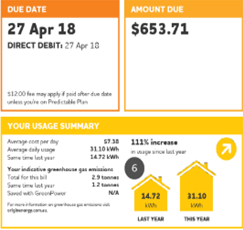 DUE DATE
27 Apr 18
DIRECT DEBIT: 27 Apr 18
$12.00 fee may apply if paid after due date
unless you're on Predictable Plan
AMOUNT DUE
$653.71
YOUR USAGE SUMMARY
Average cost per day $7.38
Average daily usage 31.10 kWh
Same time last year 14.72 kWh
Your indicative greenhouse gas emissions
Total for this bill 2.9 tonnes
Same time last year 1.2 tonnes
Saved with GreenPower N/A
For more information on greenhouse gas emissions visit
originenergy.com.au
111% increase
in usage since last year
6
14.72
kWh
31.10
kWh
LAST YEAR
THIS YEAR